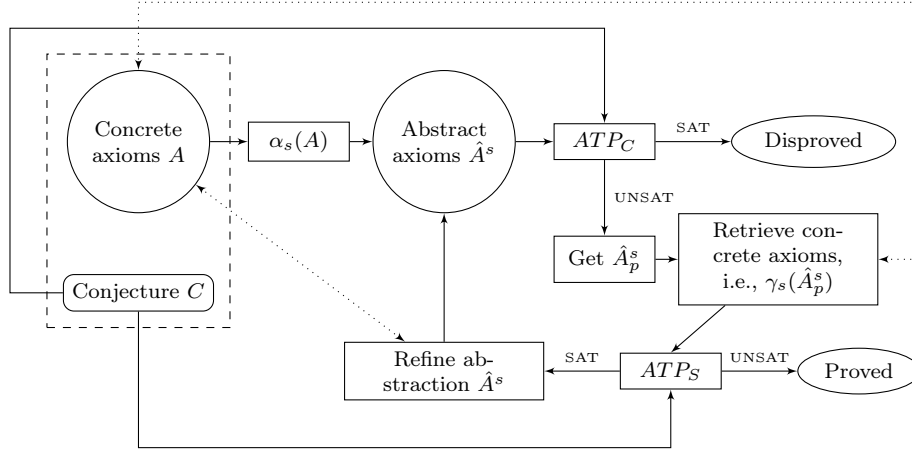 Concrete
axioms A
α_s(A)
Abstract
axioms Â^s
ATP_C
SAT
Disproved
UNSAT
Get Â^s_p
Retrieve con-
crete axioms,
i.e., γ_s(Â^s_p)
Conjecture C
Refine ab-
straction Â^s
SAT
ATP_S
UNSAT
Proved